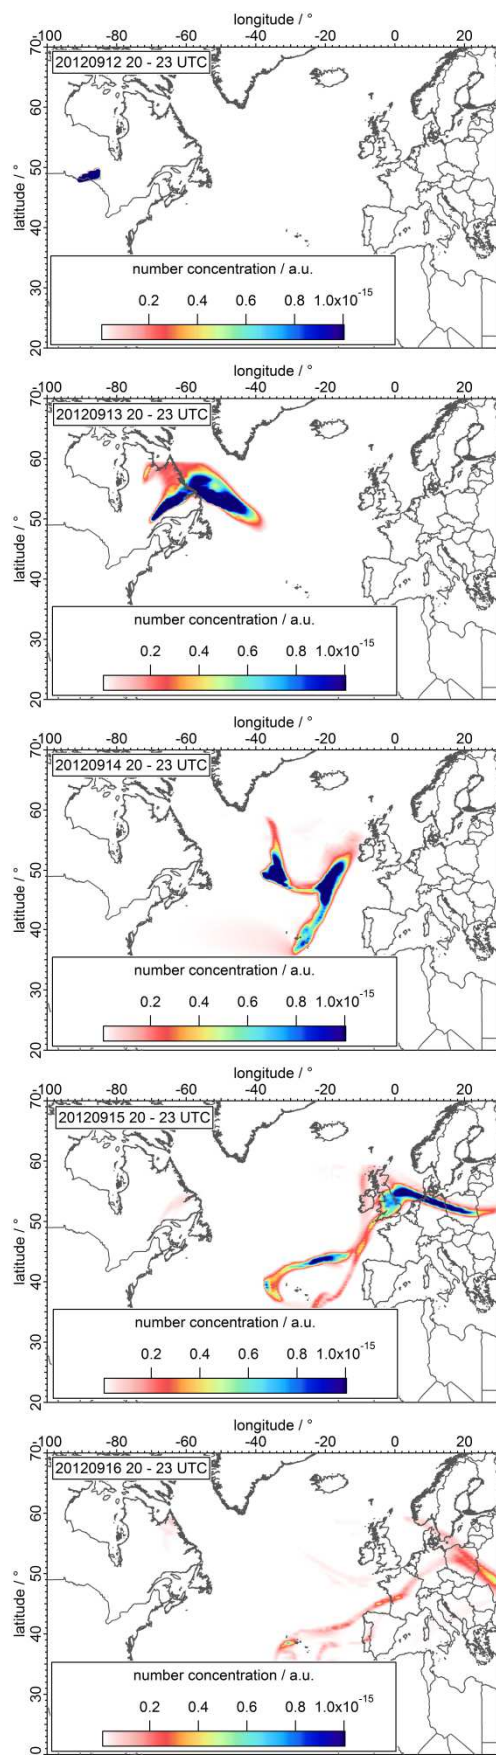 longitude / °
-100 -80 -60 -40 -20 0 20
70
20120912 20 - 23 UTC
60
50
latitude / °
40
number concentration / a.u.
30
0.2 0.4 0.6 0.8 1.0x10-15
20
longitude / °
-100 -80 -60 -40 -20 0 20
70
20120913 20 - 23 UTC
60
50
latitude / °
40
number concentration / a.u.
30
0.2 0.4 0.6 0.8 1.0x10-15
20
longitude / °
-100 -80 -60 -40 -20 0 20
70
20120914 20 - 23 UTC
60
50
latitude / °
40
number concentration / a.u.
30
0.2 0.4 0.6 0.8 1.0x10-15
20
longitude / °
-100 -80 -60 -40 -20 0 20
70
20120915 20 - 23 UTC
60
50
latitude / °
40
number concentration / a.u.
30
0.2 0.4 0.6 0.8 1.0x10-15
20
longitude / °
-100 -80 -60 -40 -20 0 20
70
20120916 20 - 23 UTC
60
50
latitude / °
40
number concentration / a.u.
30
0.2 0.4 0.6 0.8 1.0x10-15
0